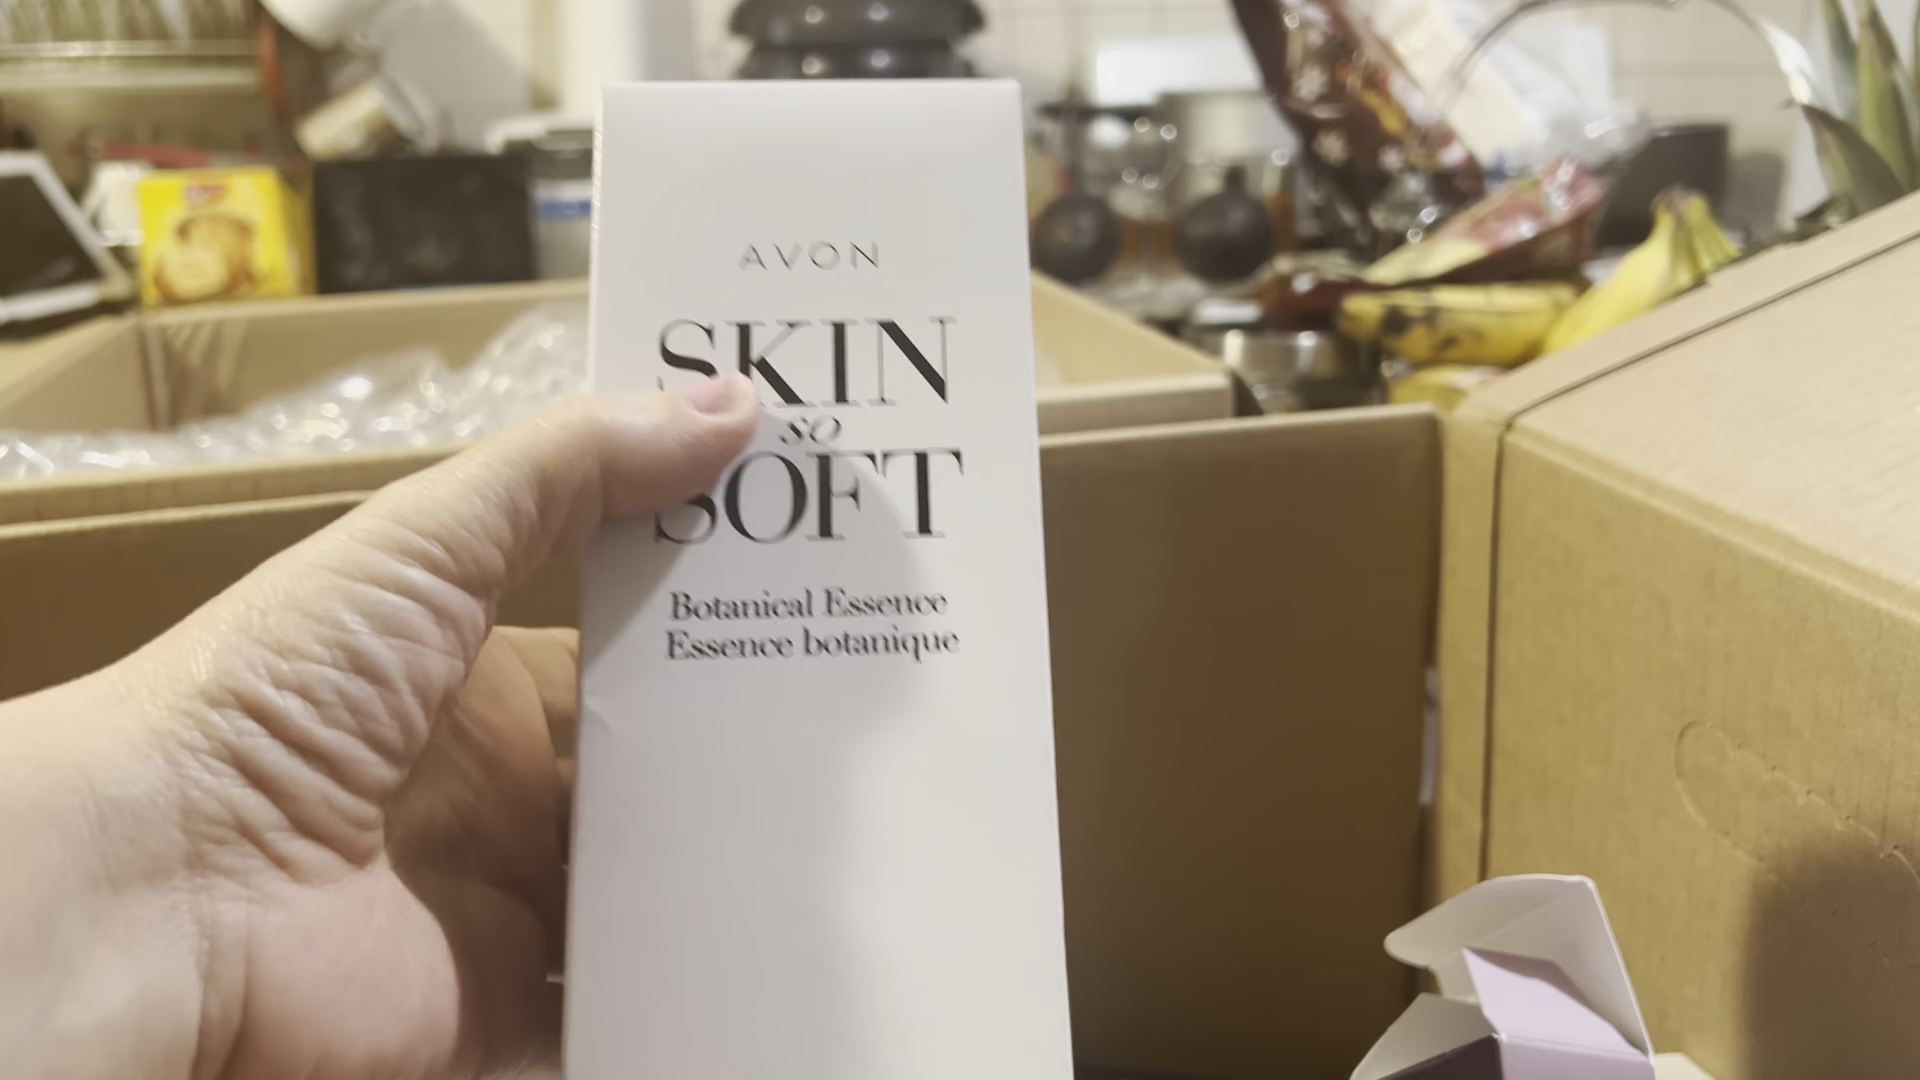 AVON
SKIN
so
SOFT
Botanical Essence
Essence botanique